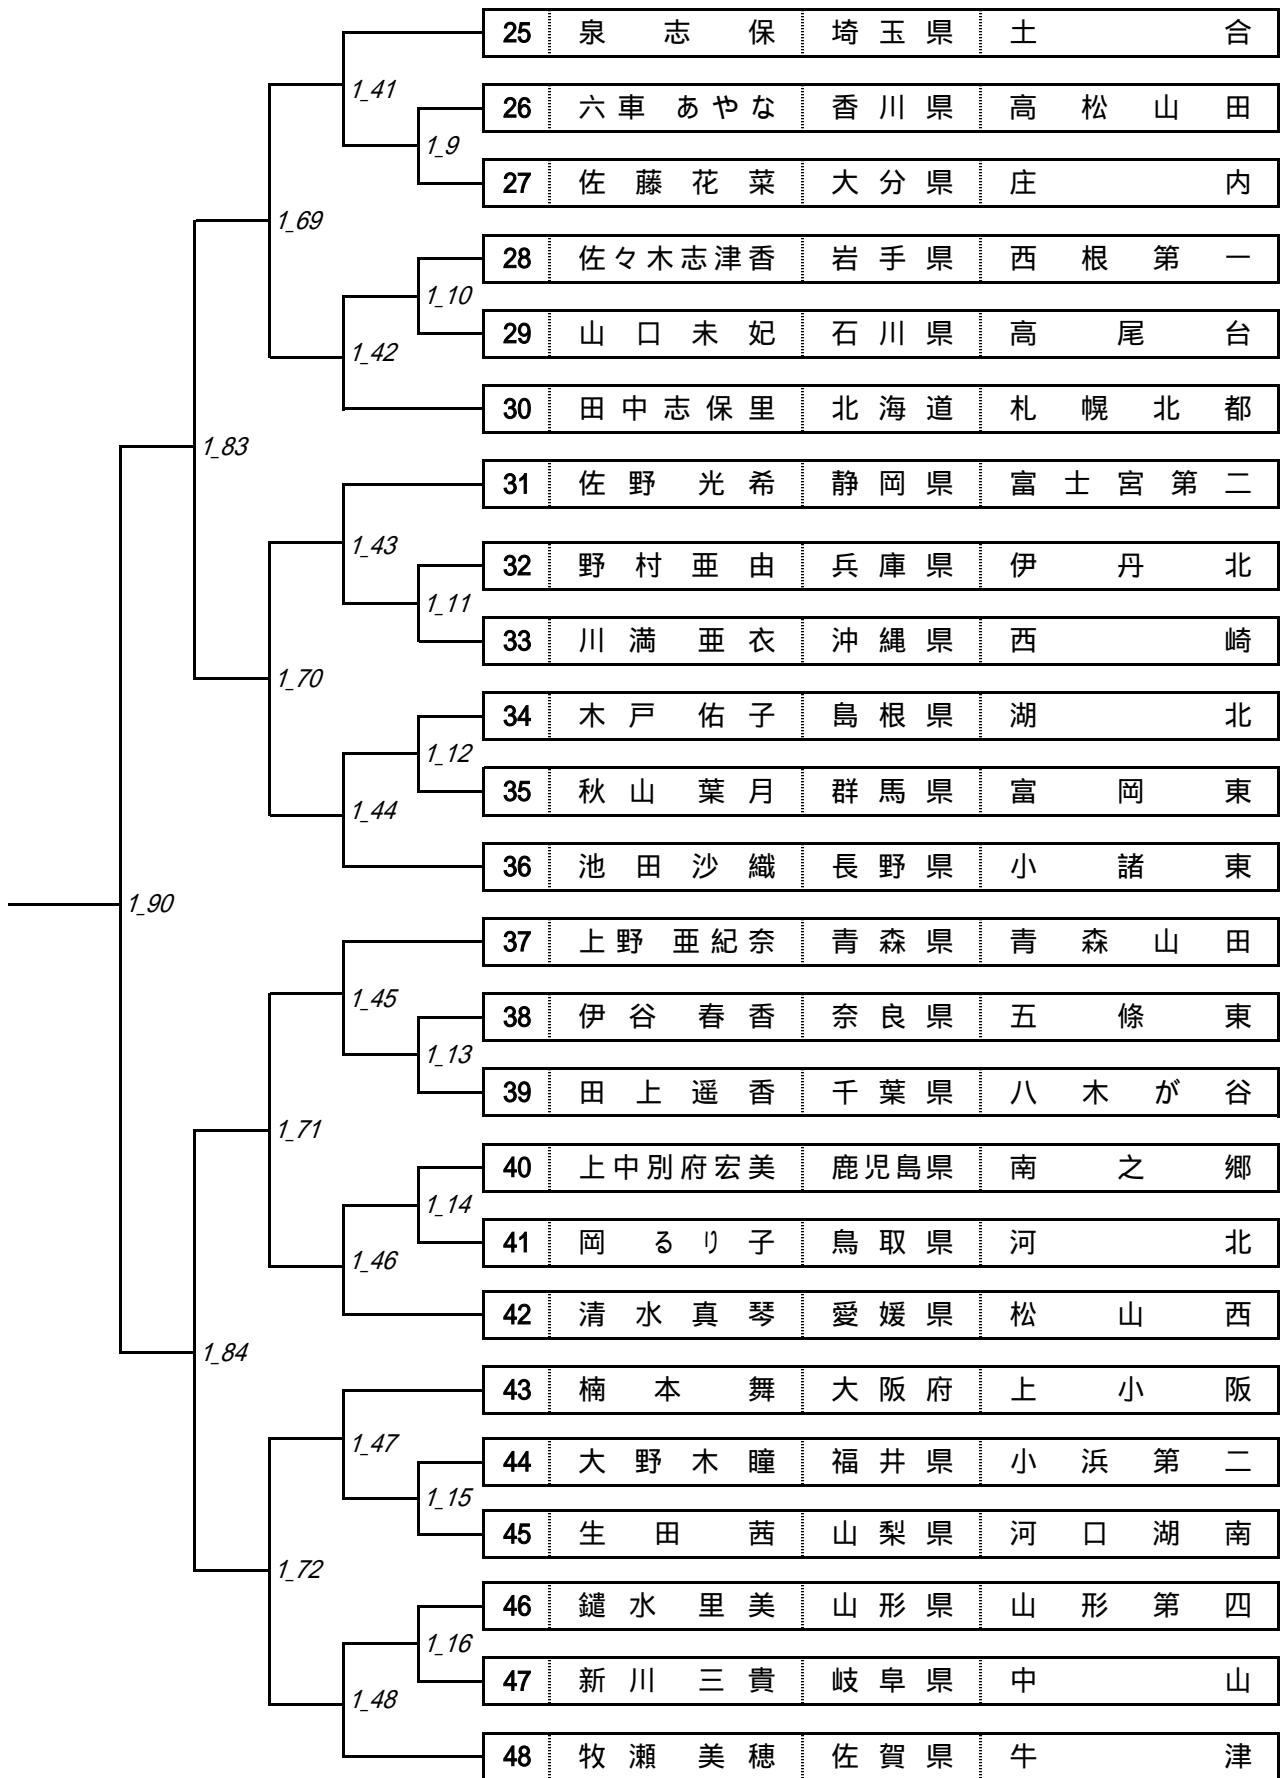 25 泉 志 保 埼玉県 土 合
1_41
26 六車 あやな 香川県 高松山田
1_9
27 佐藤花菜 大分県 庄内
1_69
28 佐々木志津香 岩手県 西根第一
1_10
29 山口未妃 石川県 高尾台
1_42
30 田中志保里 北海道 札幌北都
1_83
31 佐野 光希 静岡県 富士宮第二
1_43
32 野村亜由 兵庫県 伊丹北
1_11
33 川満 亜衣 沖縄県 西崎
1_70
34 木戸 佑子 島根県 湖北
1_12
35 秋山 葉月 群馬県 富岡東
1_44
36 池田沙織 長野県 小諸東
1_90
37 上野 亜紀奈 青森県 青森山田
1_45
38 伊谷 春香 奈良県 五條東
1_13
39 田上遥香 千葉県 八木が谷
1_71
40 上中別府宏美 鹿児島県 南之郷
1_14
41 岡 るり子 鳥取県 河北
1_46
42 清水真琴 愛媛県 松山西
1_84
43 楠本舞 大阪府 上小阪
1_47
44 大野木瞳 福井県 小浜第二
1_15
45 生田茜 山梨県 河口湖南
1_72
46 鑓水 里美 山形県 山形第四
1_16
47 新川 三貴 岐阜県 中山
1_48
48 牧瀬 美穂 佐賀県 牛津